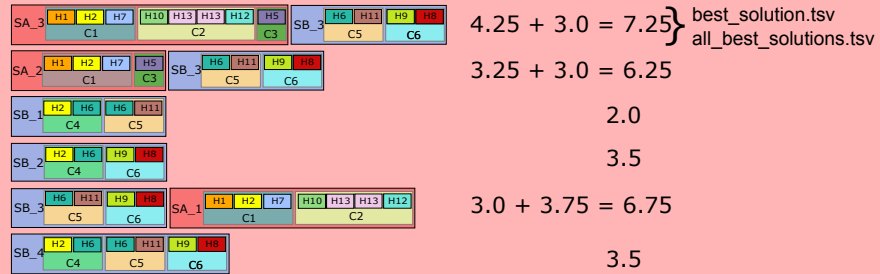 SA_3 H1 H2 H7 H10 H13 H13 H12 H5 SB_3 H6 H11 H9 H8 4.25 + 3.0 = 7.25 } best_solution.tsv
C1 C2 C3 C5 C6 all_best_solutions.tsv
SA_2 H1 H2 H7 H5 SB_3 H6 H11 H9 H8 3.25 + 3.0 = 6.25
C1 C3 C5 C6
SB_1 H2 H6 H6 H11 2.0
C4 C5
SB_2 H2 H6 H9 H8 3.5
C4 C6
SB_3 H6 H11 H9 H8 SA_1 H1 H2 H7 H10 H13 H13 H12 3.0 + 3.75 = 6.75
C5 C6 C1 C2
SB_4 H2 H6 H6 H11 H9 H8 3.5
C4 C5 C6